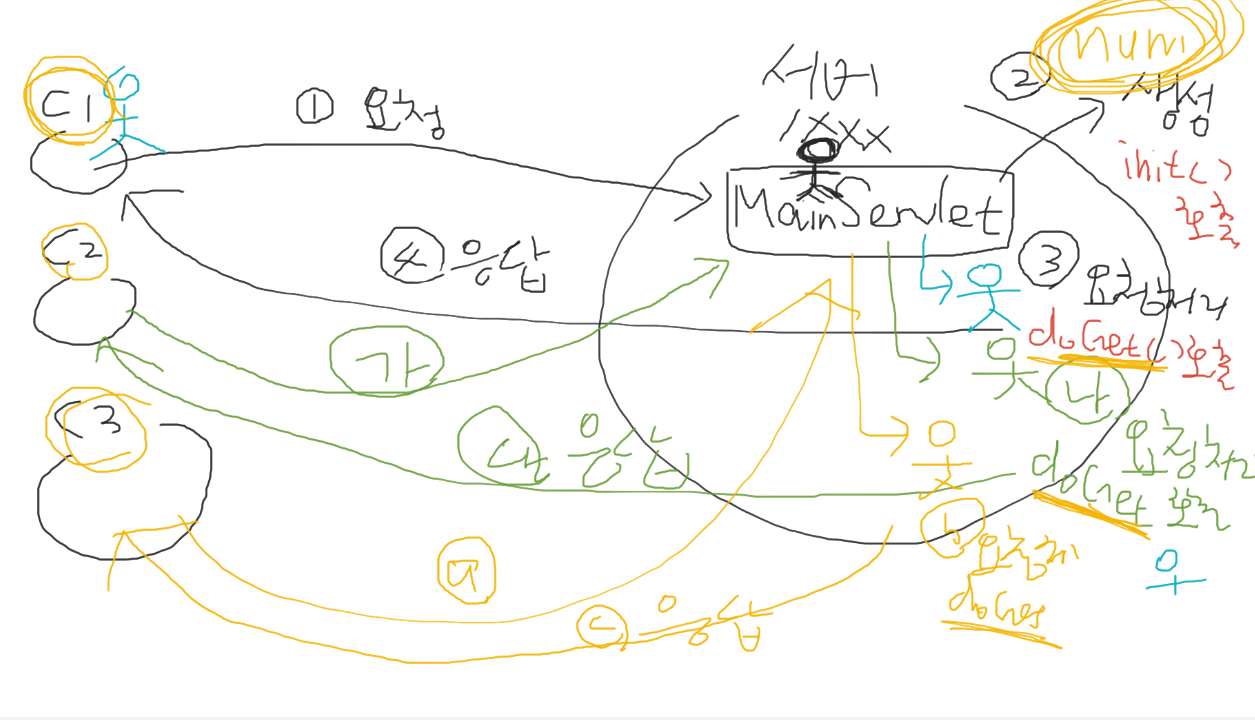 num
C1
① 요청
서버
② 생성
1xxx
init()
호출
MainServlet
C2
④ 응답
③ 요청처리
doGet()호출
가
나
C3
다 응답
요청처리
doGet 호출
a
b 요청처리
c 응답
doGet